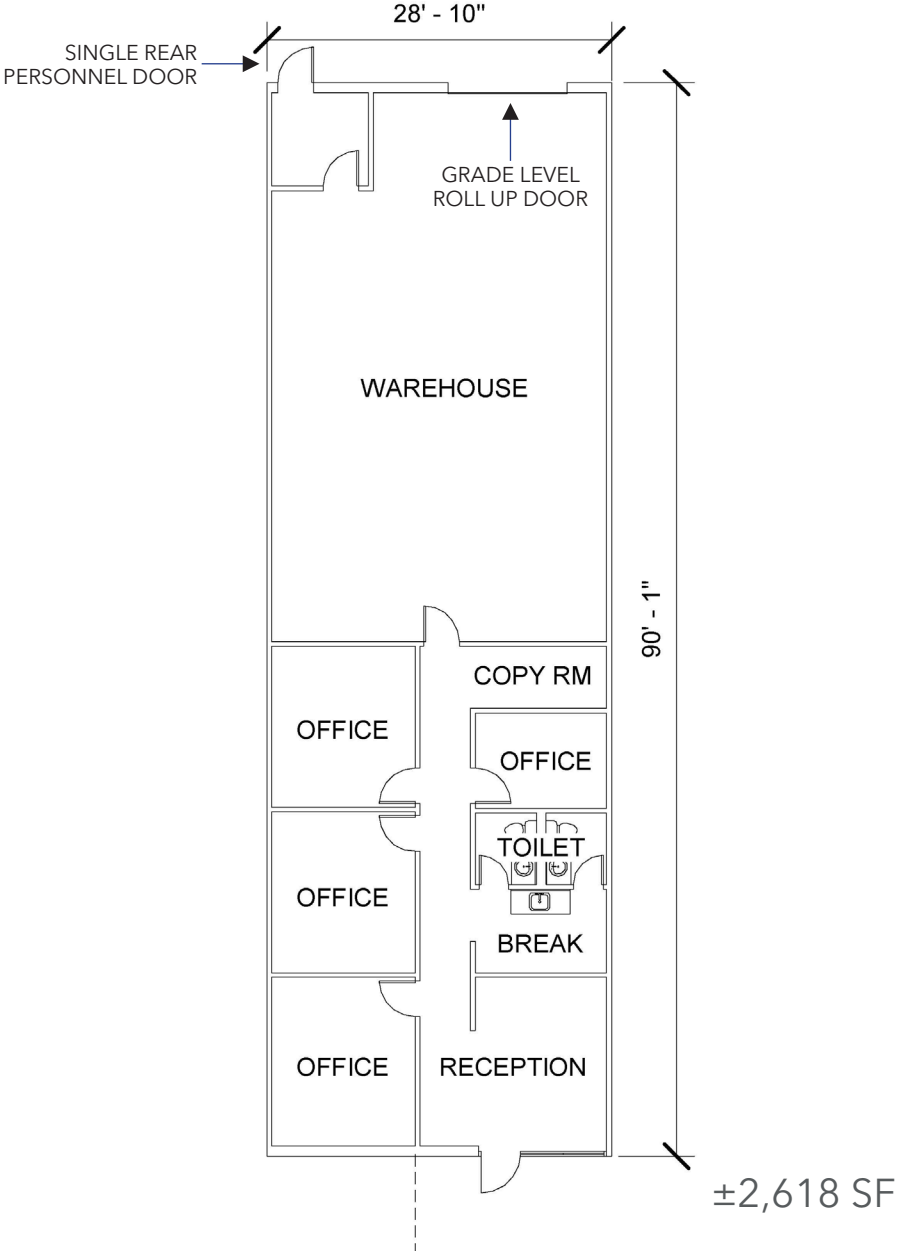 28' - 10"
SINGLE REAR
PERSONNEL DOOR
GRADE LEVEL
ROLL UP DOOR
WAREHOUSE
90' - 1"
COPY RM
OFFICE
OFFICE
TOILET
OFFICE
BREAK
OFFICE
RECEPTION
±2,618 SF